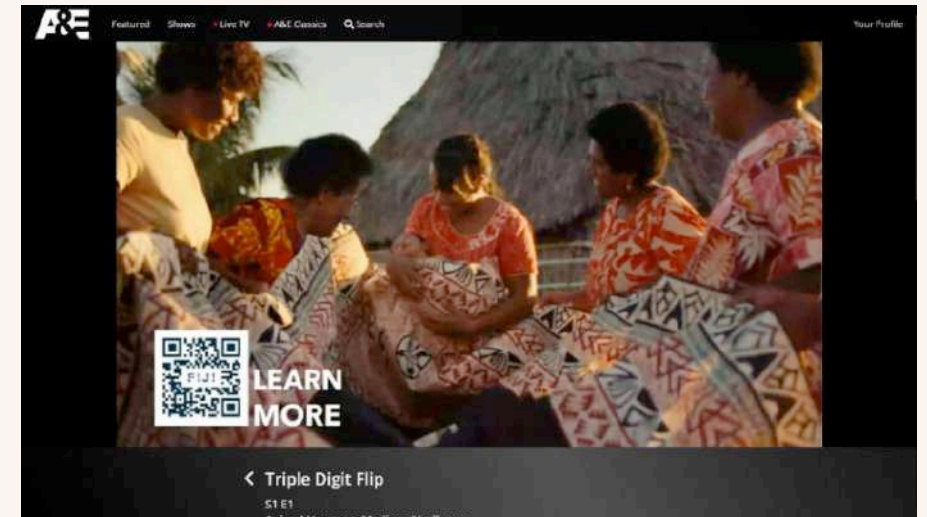 A&E
Featured Shows Live TV A&E Classics Search Your Profile
FIJI
LEARN
MORE
Triple Digit Flip
S1 E1